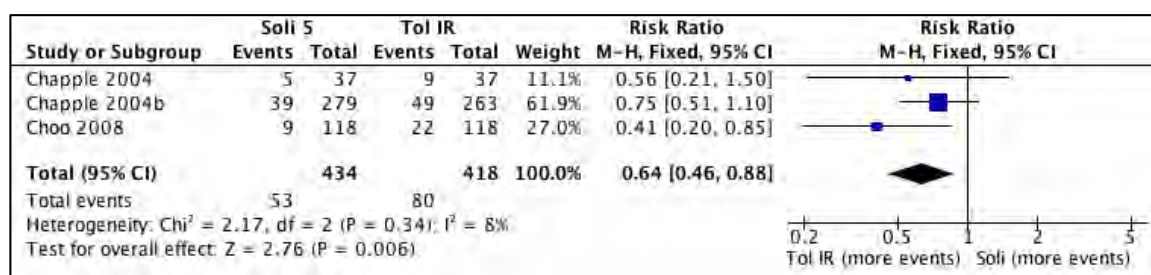 Soli 5 Tol IR Risk Ratio Risk Ratio
Study or Subgroup Events Total Events Total Weight M-H, Fixed, 95% CI M-H, Fixed, 95% CI
Chapple 2004 5 37 9 37 11.1% 0.56 [0.21, 1.50]
Chapple 2004b 39 279 49 263 61.9% 0.75 [0.51, 1.10]
Choo 2008 9 118 22 118 27.0% 0.41 [0.20, 0.85]
Total (95% CI) 434 418 100.0% 0.64 [0.46, 0.88]
Total events 53 80
Heterogeneity: Chi² = 2.17, df = 2 (P = 0.34); I² = 8%
Test for overall effect: Z = 2.76 (P = 0.006)
0.2 0.5 1 2 5
Tol IR (more events) Soli (more events)